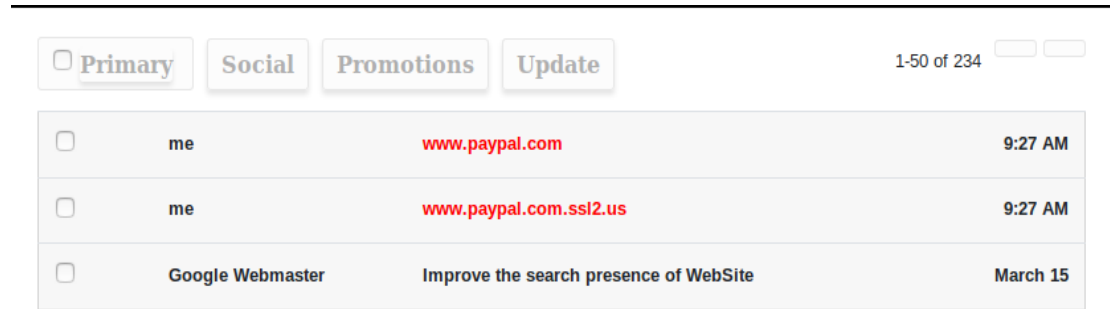 Primary Social Promotions Update 1-50 of 234
me www.paypal.com 9:27 AM
me www.paypal.com.ssl2.us 9:27 AM
Google Webmaster Improve the search presence of WebSite March 15